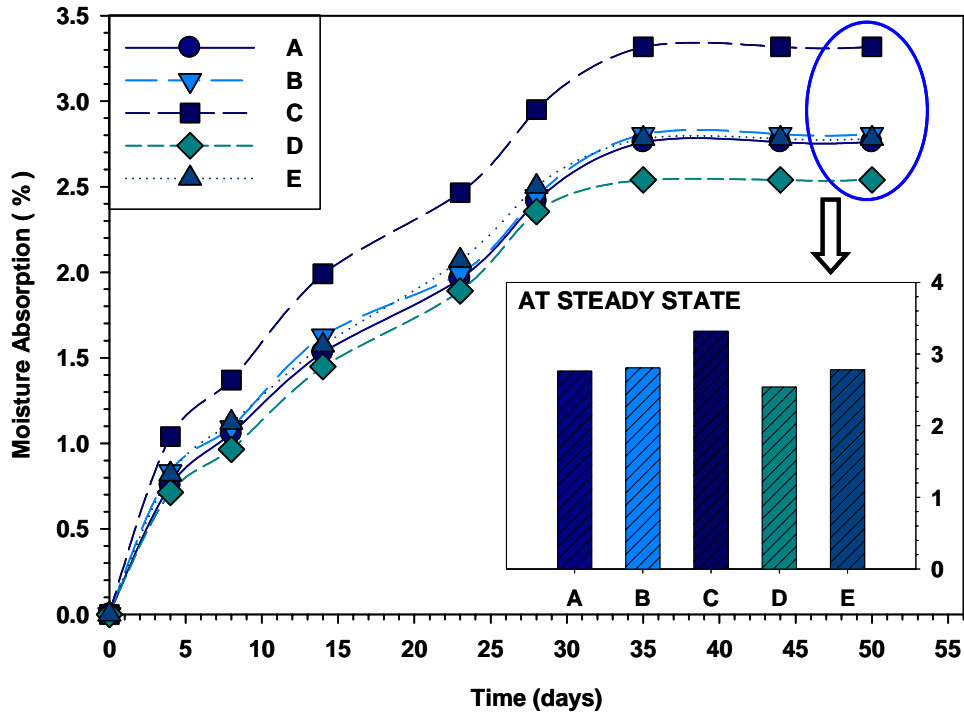 3.5
3.0
2.5
2.0
1.5
1.0
0.5
0.0
Moisture Absorption ( % )
A
B
C
D
E
AT STEADY STATE
4
3
2
1
0
A B C D E
0 5 10 15 20 25 30 35 40 45 50 55
Time (days)